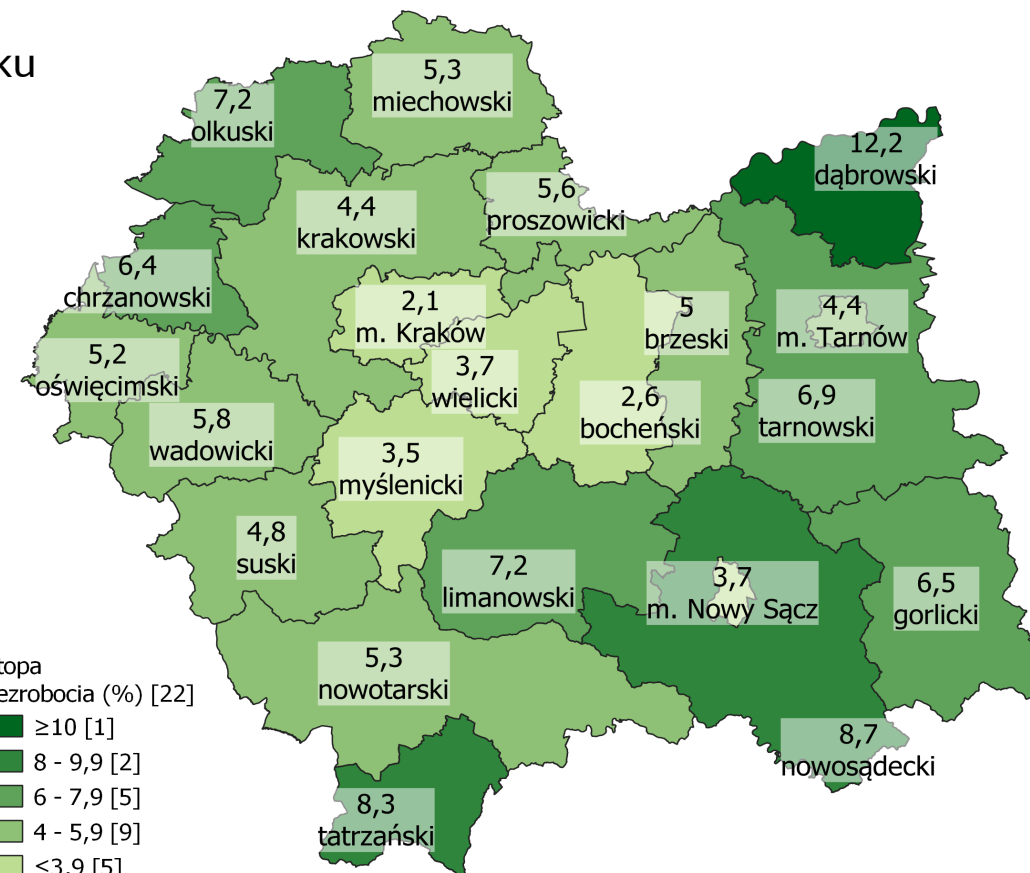 ku
5,3
miechowski
7,2
olkuski
12,2
dąbrowski
5,6
proszowicki
4,4
krakowski
6,4
chrzanowski
2,1
m. Kraków
5
brzeski
4,4
m. Tarnów
5,2
oświęcimski
3,7
wielicki
2,6
bocheński
6,9
tarnowski
5,8
wadowicki
3,5
myślenicki
4,8
suski
7,2
limanowski
3,7
m. Nowy Sącz
6,5
gorlicki
5,3
nowotarski
8,7
nowosądecki
8,3
tatrzański
topa
ezrobocia (%) [22]
≥10 [1]
8 - 9,9 [2]
6 - 7,9 [5]
4 - 5,9 [9]
≤3,9 [5]